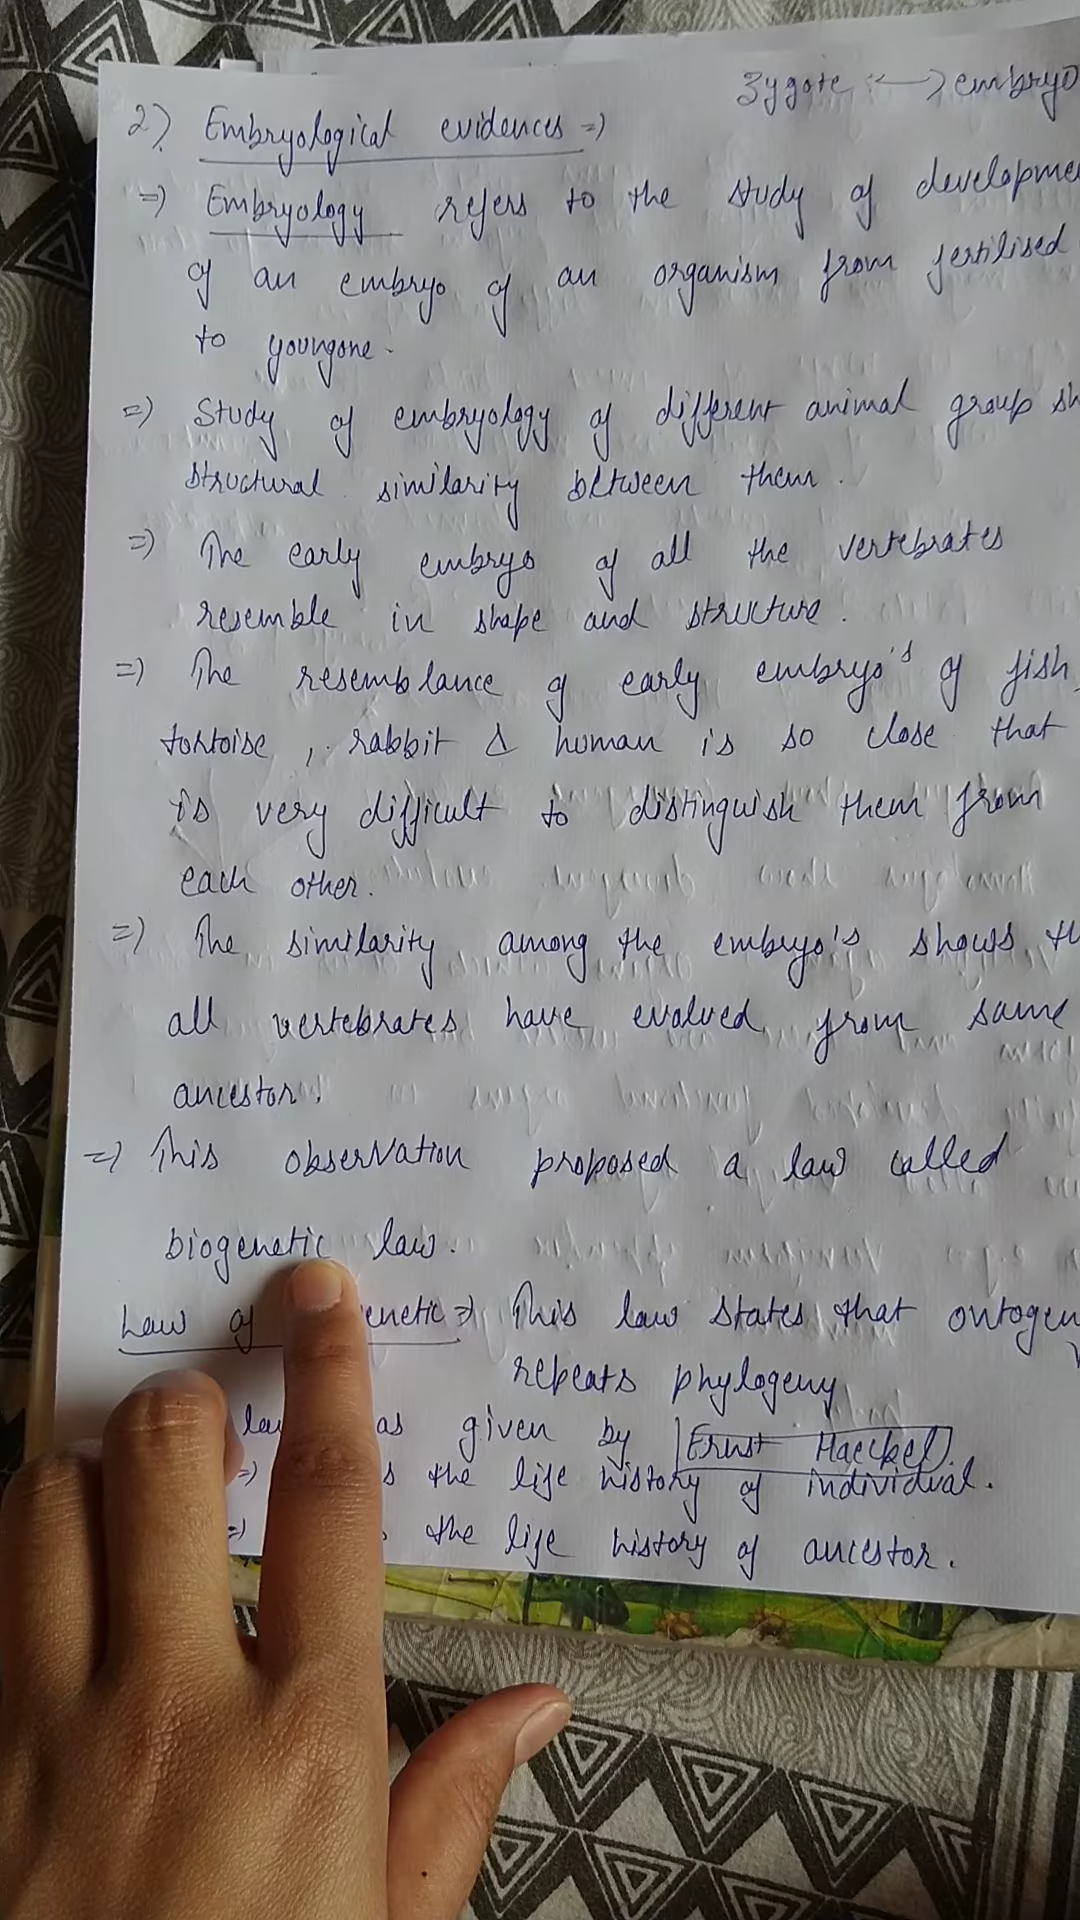 Zygote <—> embryo
2) Embryological evidences =)
=) Embryology refers to the study of developme
of an embryo of an organism from fertilised
to youngone.
=) Study of embryology of different animal group sh
structural similarity between them.
=) The early embryo of all the vertebrates
resemble in shape and structure.
=) The resemblance of early embryo's of fish,
tortoise, rabbit & human is so close that
is very difficult to distinguish them from
each other.
=) The similarity among the embryo's shows th
all vertebrates have evolved from same
ancestor.
=) This observation proposed a law called
biogenetic law.
Law of enetic =) This law states that ontogeny
repeats phylogeny
law as given by Ernst Haeckel.
=) s the life history of individual.
=) s the life history of ancestor.